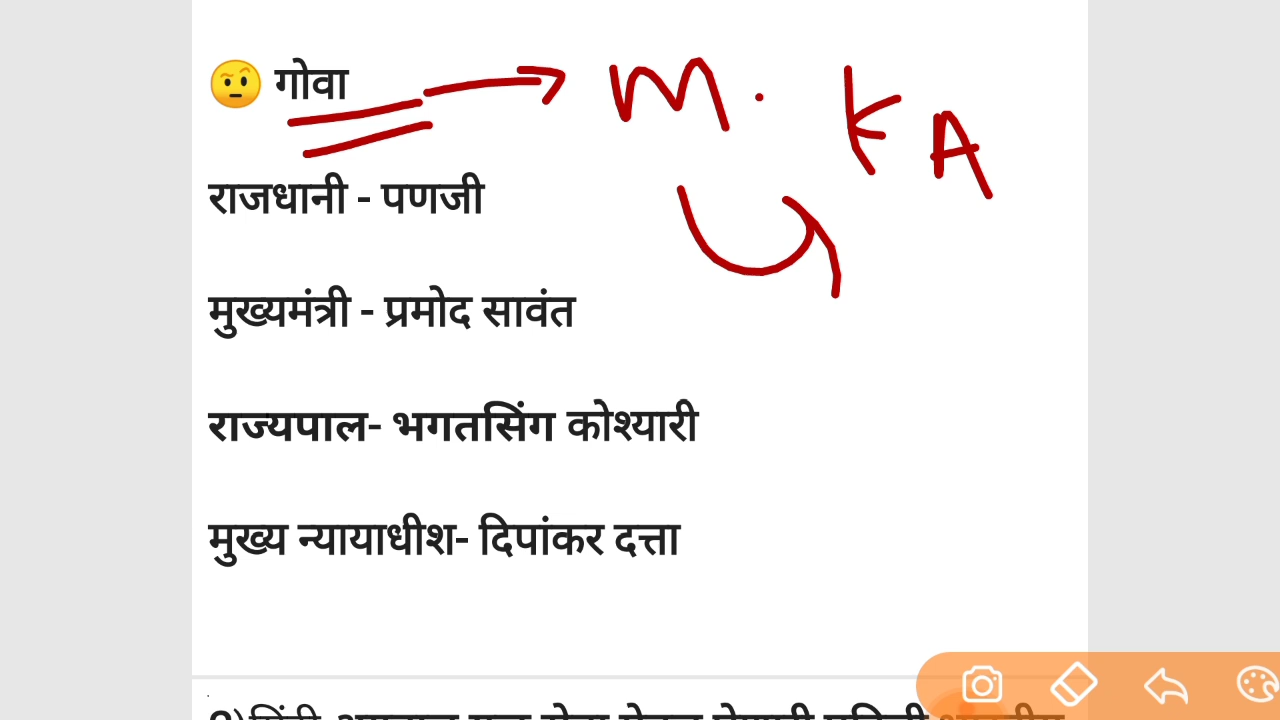 🤨 गोवा M. KA
राजधानी - पणजी
मुख्यमंत्री - प्रमोद सावंत
राज्यपाल- भगतसिंग कोश्यारी
मुख्य न्यायाधीश- दिपांकर दत्ता